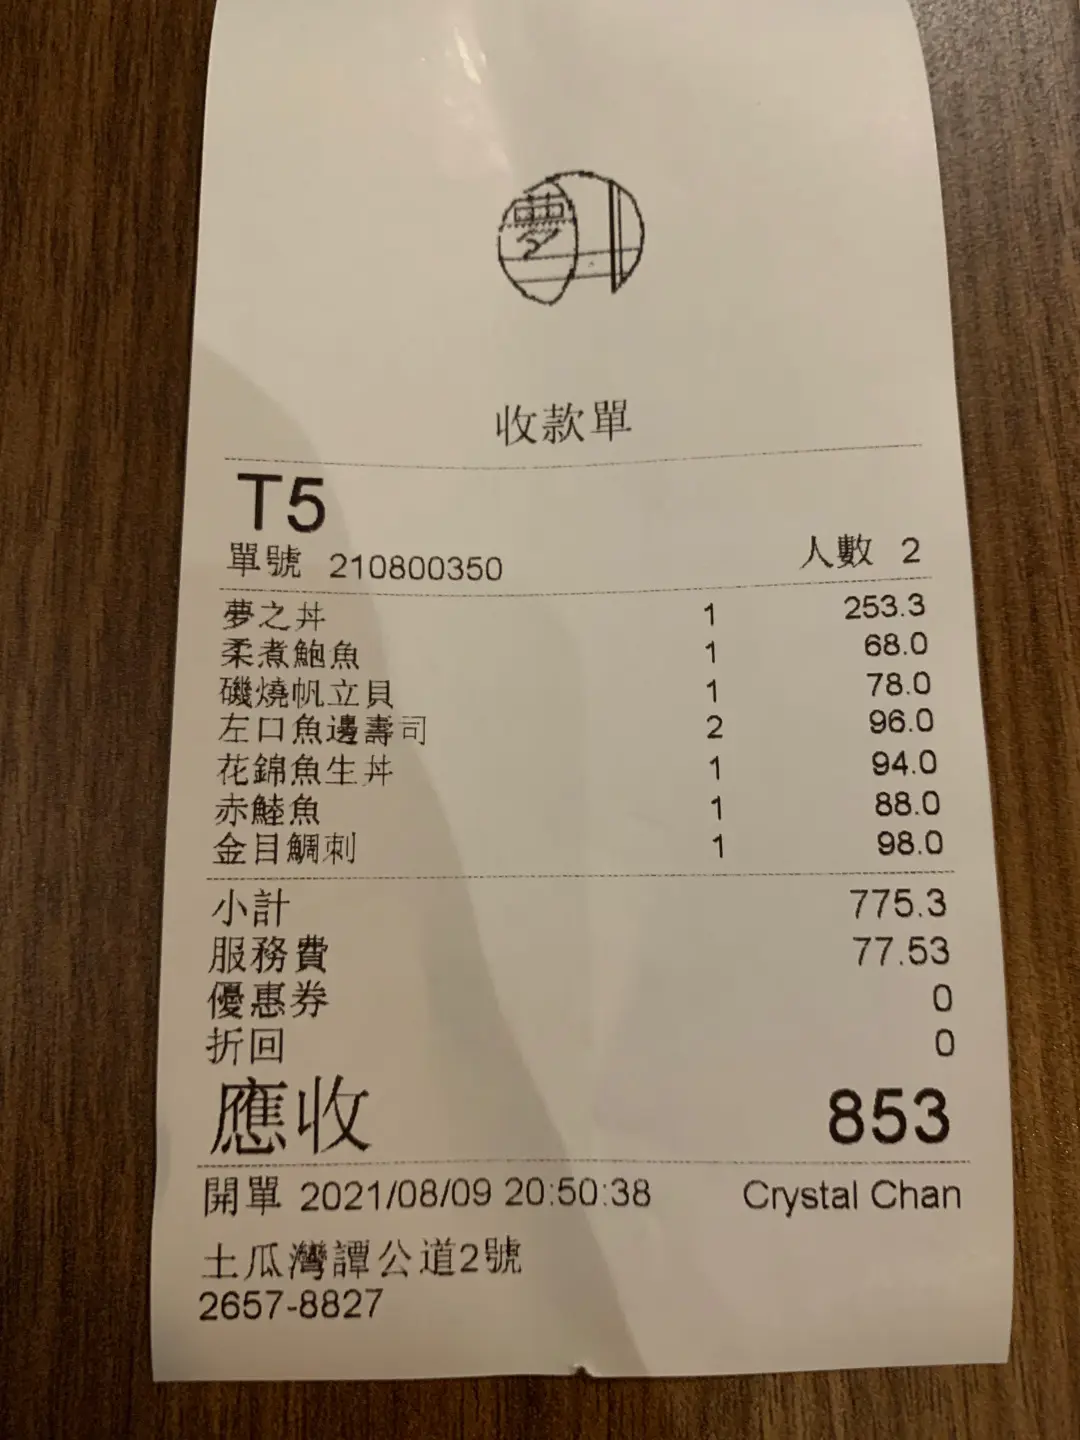 夢
收款單
T5
單號 210800350 人數 2
夢之丼 1 253.3
柔煮鮑魚 1 68.0
磯燒帆立貝 1 78.0
左口魚邊壽司 2 96.0
花錦魚生丼 1 94.0
赤鯥魚 1 88.0
金目鯛刺 1 98.0
小計 775.3
服務費 77.53
優惠券 0
折回 0
應收 853
開單 2021/08/09 20:50:38 Crystal Chan
土瓜灣譚公道2號
2657-8827